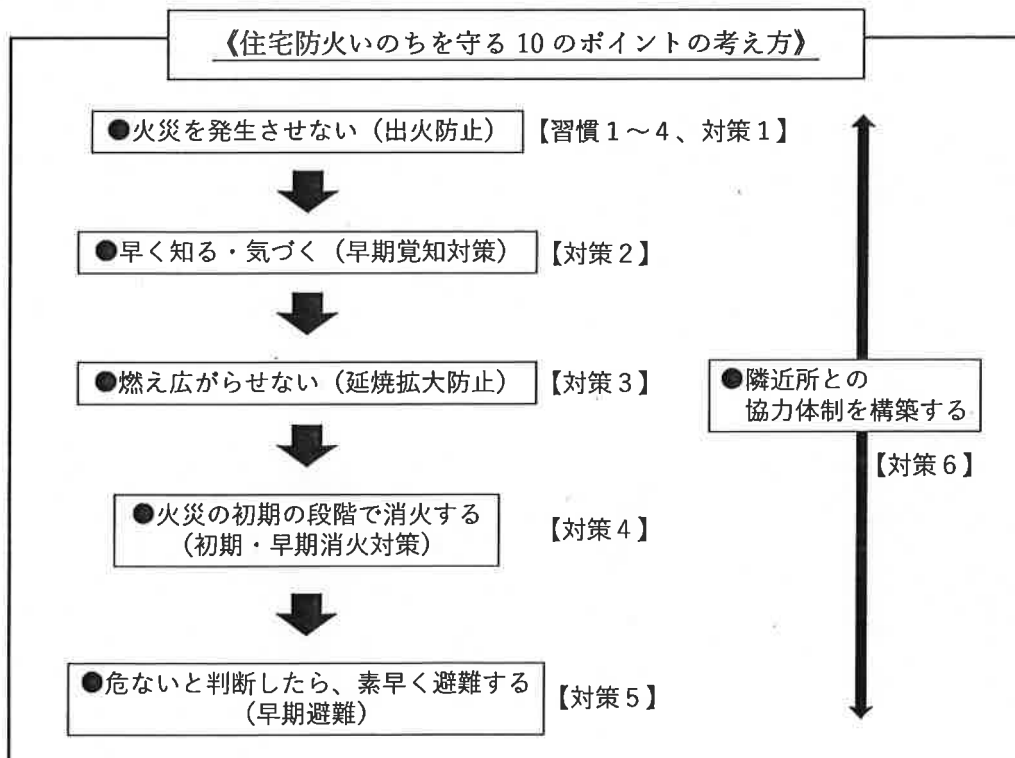 《住宅防火いのちを守る 10 のポイントの考え方》
●火災を発生させない（出火防止）【習慣1～4、対策1】
●早く知る・気づく（早期覚知対策）【対策2】
●燃え広がらせない（延焼拡大防止）【対策3】
●隣近所との
協力体制を構築する
【対策6】
●火災の初期の段階で消火する
（初期・早期消火対策）
【対策4】
●危ないと判断したら、素早く避難する
（早期避難）
【対策5】